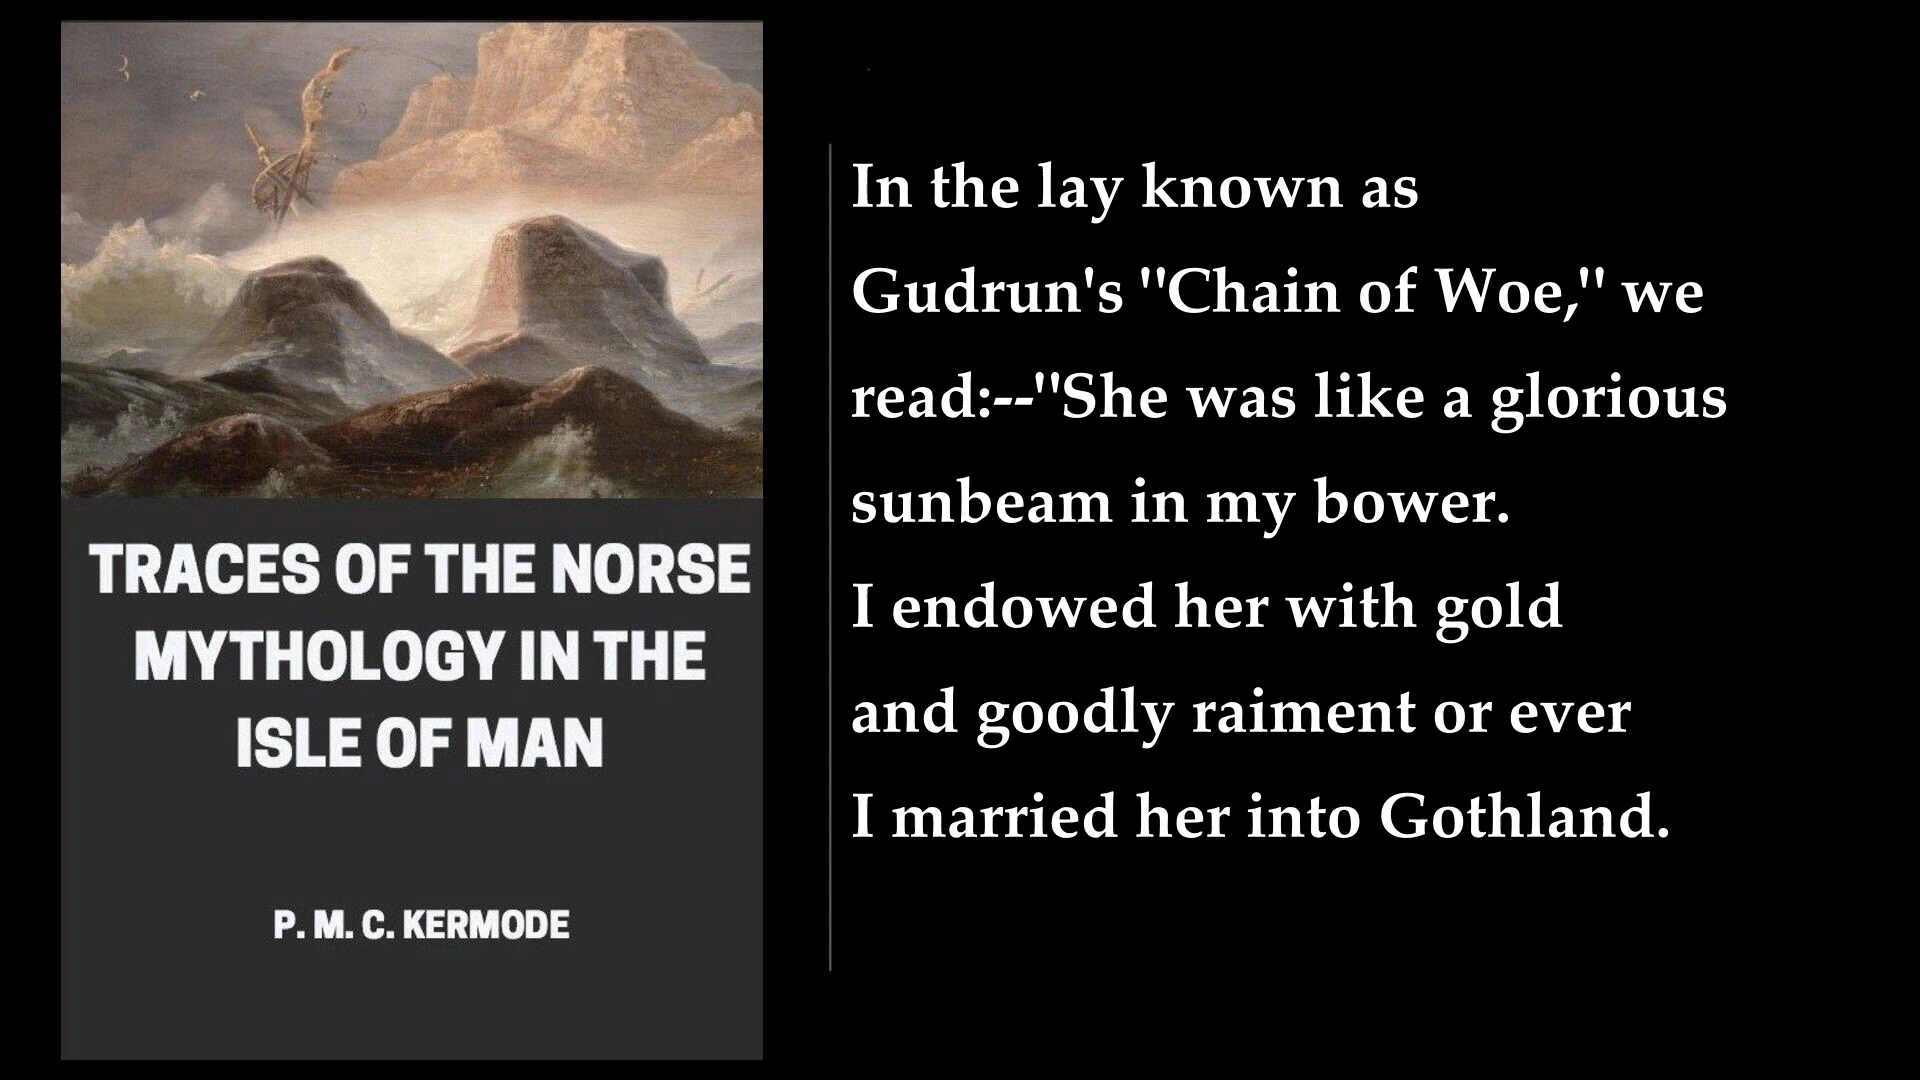 TRACES OF THE NORSE
MYTHOLOGY IN THE
ISLE OF MAN
P. M. C. KERMODE
In the lay known as
Gudrun's "Chain of Woe," we
read:--"She was like a glorious
sunbeam in my bower.
I endowed her with gold
and goodly raiment or ever
I married her into Gothland.